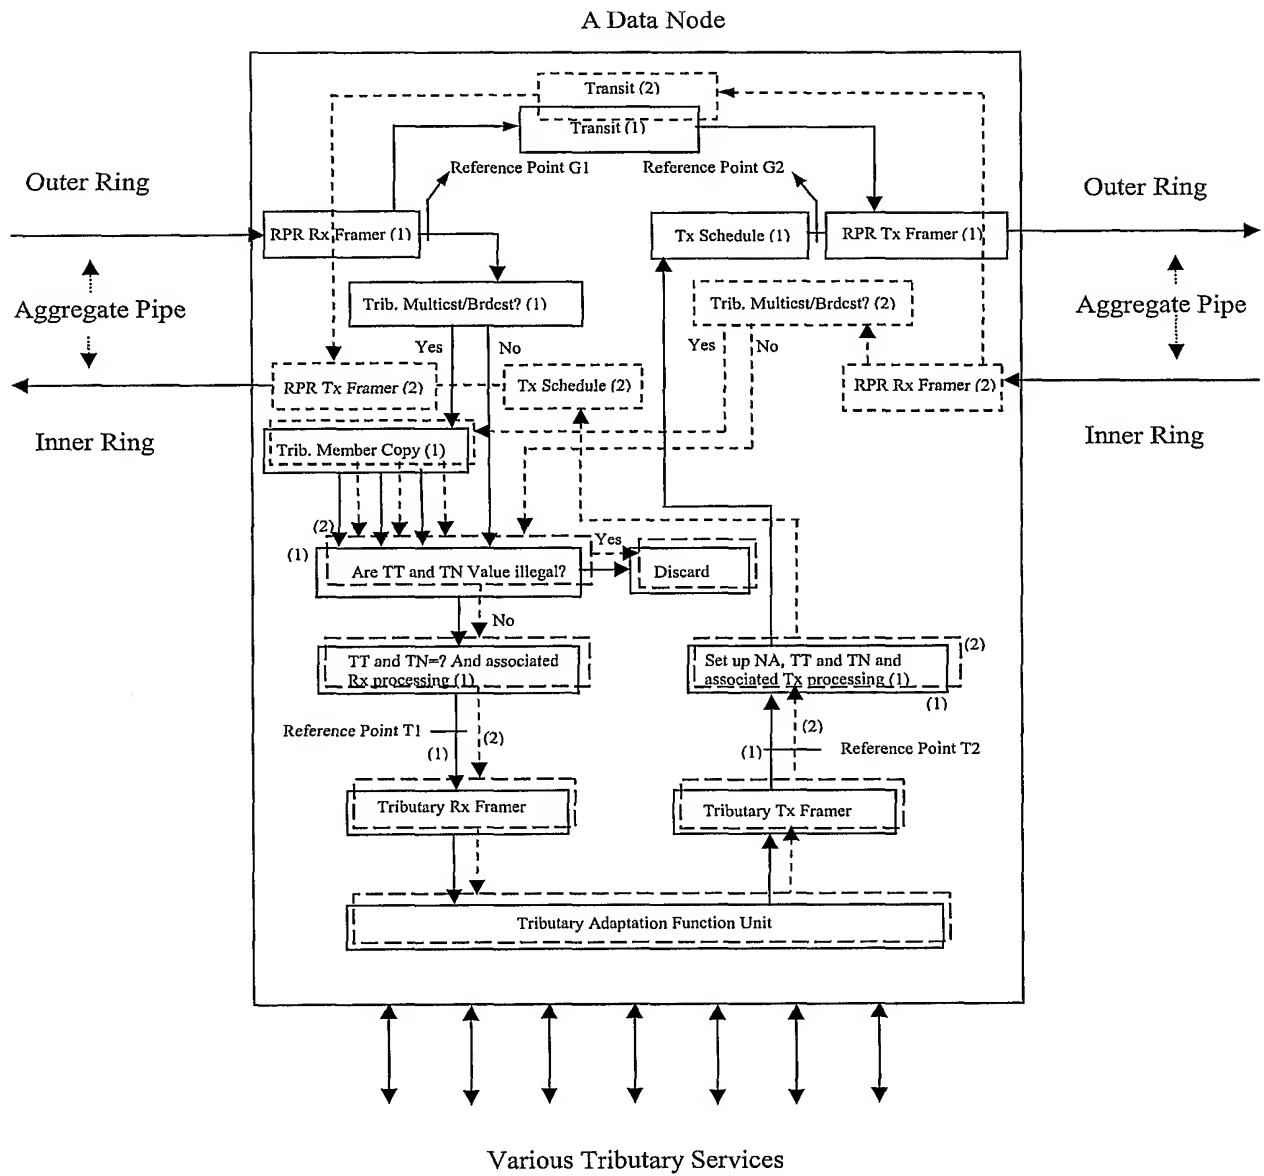 A Data Node
Transit (2)
Transit (1)
Reference Point G1
Reference Point G2
Outer Ring
Outer Ring
RPR Rx Framer (1)
Tx Schedule (1)
RPR Tx Framer (1)
Aggregate Pipe
Trib. Multicst/Brdcst? (1)
Trib. Multicst/Brdcst? (2)
Aggregate Pipe
Yes
No
Yes
No
RPR Tx Framer (2)
Tx Schedule (2)
RPR Rx Framer (2)
Inner Ring
Trib. Member Copy (1)
Inner Ring
(2)
(1)
Are TT and TN Value illegal?
Yes
Discard
No
TT and TN=? And associated
Rx processing (1)
Set up NA, TT and TN and
associated Tx processing (1)
(2)
(1)
Reference Point T1
(1)
(2)
(1)
(2)
Reference Point T2
Tributary Rx Framer
Tributary Tx Framer
Tributary Adaptation Function Unit
Various Tributary Services